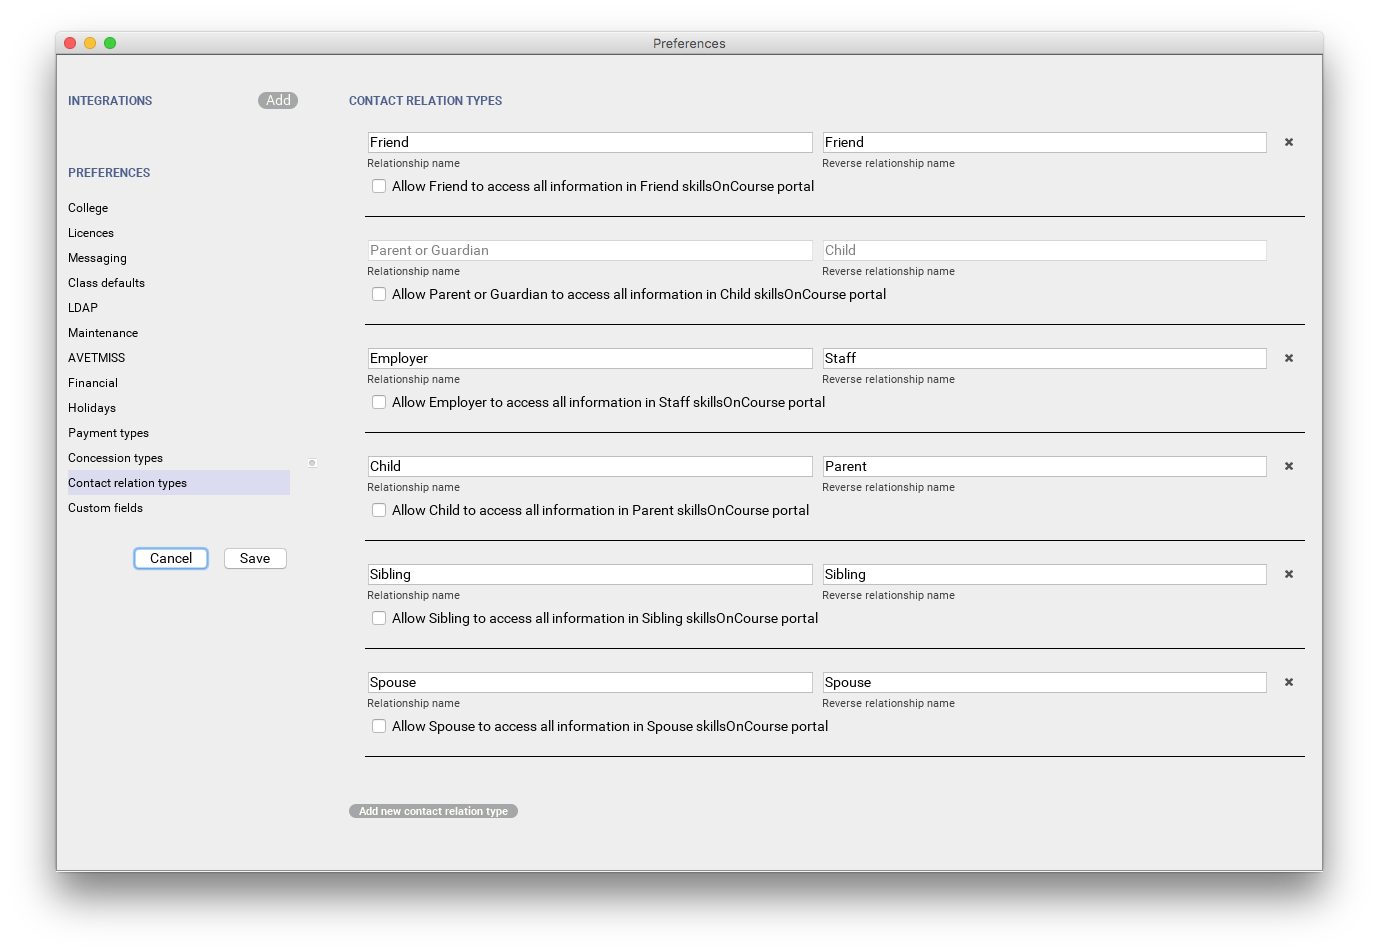 Preferences
INTEGRATIONS
Add
PREFERENCES
College
Licences
Messaging
Class defaults
LDAP
Maintenance
AVETMISS
Financial
Holidays
Payment types
Concession types
Contact relation types
Custom fields
Cancel
Save
CONTACT RELATION TYPES
Friend
Friend
Relationship name
Reverse relationship name
Allow Friend to access all information in Friend skillsOnCourse portal
Parent or Guardian
Child
Relationship name
Reverse relationship name
Allow Parent or Guardian to access all information in Child skillsOnCourse portal
Employer
Staff
Relationship name
Reverse relationship name
Allow Employer to access all information in Staff skillsOnCourse portal
Child
Parent
Relationship name
Reverse relationship name
Allow Child to access all information in Parent skillsOnCourse portal
Sibling
Sibling
Relationship name
Reverse relationship name
Allow Sibling to access all information in Sibling skillsOnCourse portal
Spouse
Spouse
Relationship name
Reverse relationship name
Allow Spouse to access all information in Spouse skillsOnCourse portal
Add new contact relation type